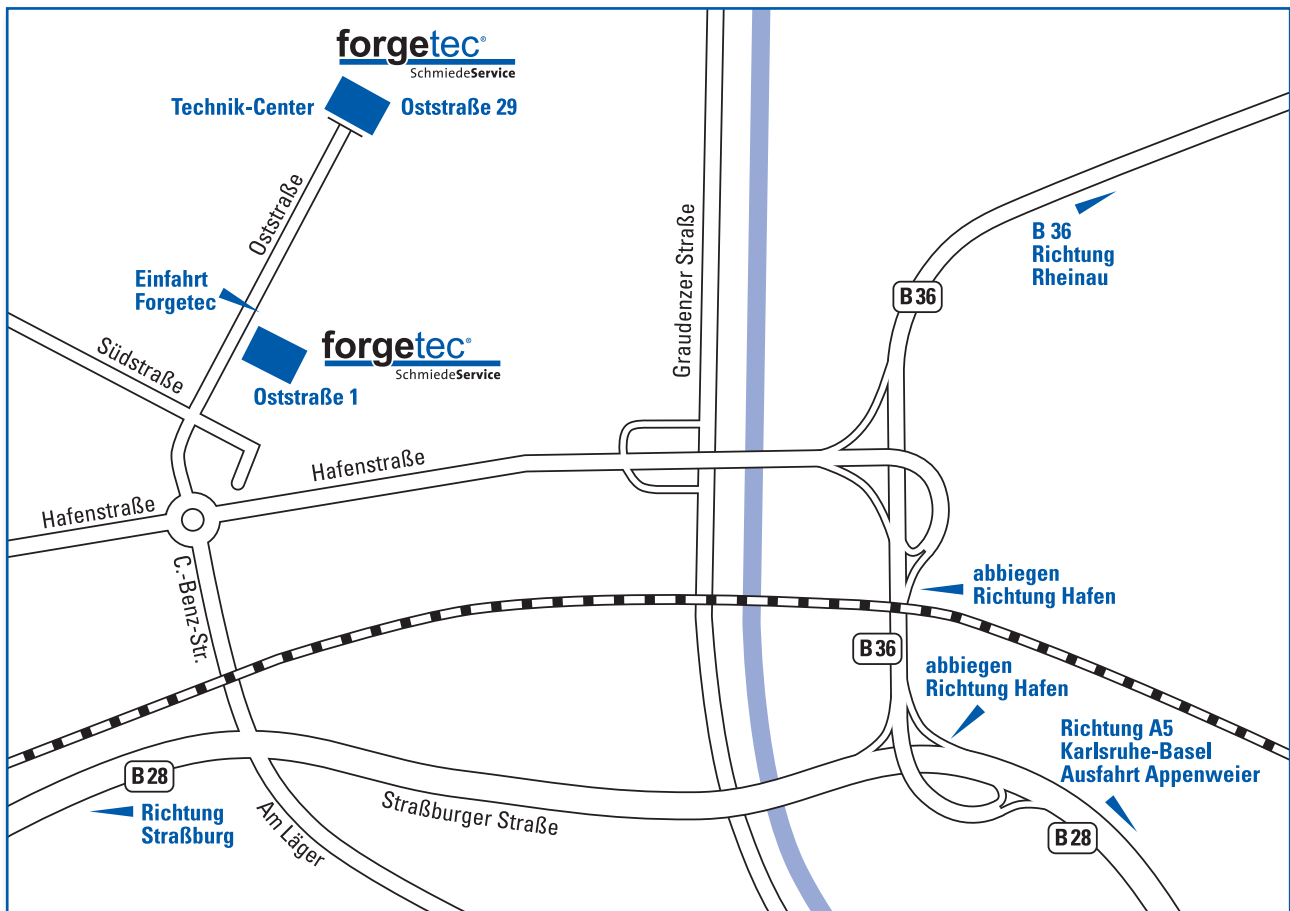 forgetec®
SchmiedeService
Technik-Center
Oststraße 29
Oststraße
Einfahrt
Forgetec
forgetec®
SchmiedeService
Oststraße 1
Südstraße
Graudenzer Straße
B 36
Richtung
Rheinau
B 36
Hafenstraße
Hafenstraße
C.-Benz-Str.
abbiegen
Richtung Hafen
B 36
abbiegen
Richtung Hafen
Richtung A5
Karlsruhe-Basel
Ausfahrt Appenweier
B 28
Richtung
Straßburg
Straßburger Straße
Am Läger
B 28